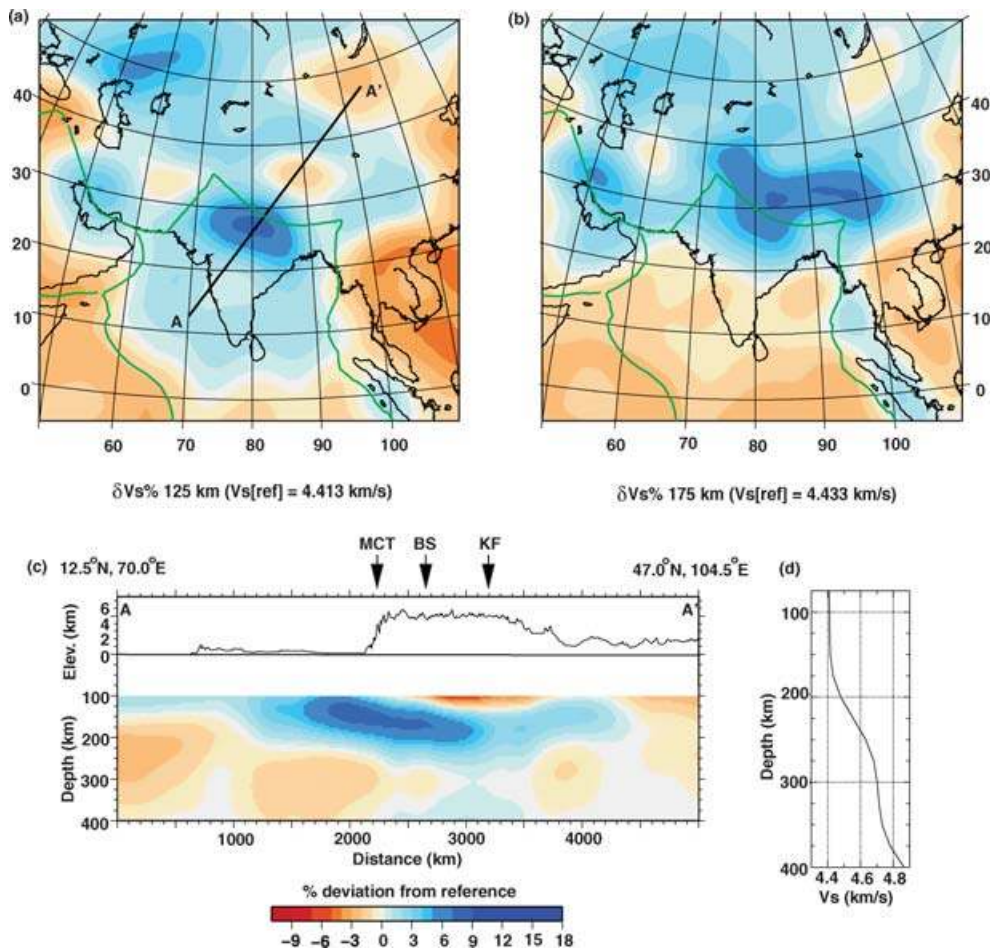 (a)
(b)
40
30
20
10
0
A'
A
60 70 80 90 100
60 70 80 90 100
40
30
20
10
0
δVs% 125 km (Vs[ref] = 4.413 km/s)
δVs% 175 km (Vs[ref] = 4.433 km/s)
MCT BS KF
(c) 12.5°N, 70.0°E
47.0°N, 104.5°E
(d)
A
A'
Elev. (km)
6
4
2
0
Depth (km)
100
200
300
400
1000 2000 3000 4000
Distance (km)
Depth (km)
100
200
300
400
4.4 4.6 4.8
Vs (km/s)
% deviation from reference
−9 −6 −3 0 3 6 9 12 15 18